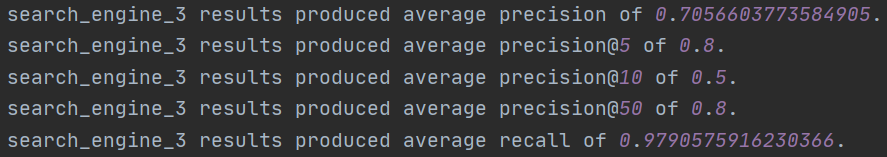 search_engine_3 results produced average precision of 0.7056603773584905.
search_engine_3 results produced average precision@5 of 0.8.
search_engine_3 results produced average precision@10 of 0.5.
search_engine_3 results produced average precision@50 of 0.8.
search_engine_3 results produced average recall of 0.9790575916230366.